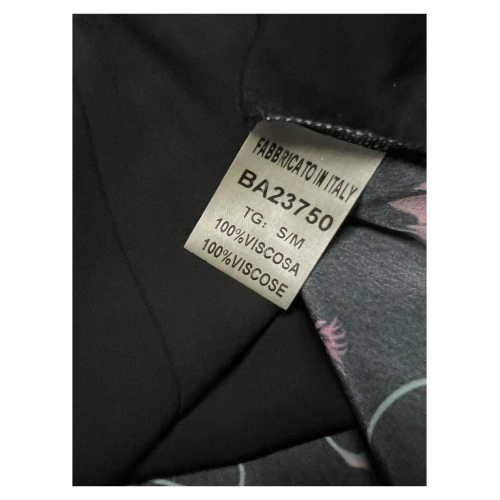 FABBRICATO IN ITALY
BA23750
TG: S/M
100%VISCOSA
100%VISCOSE